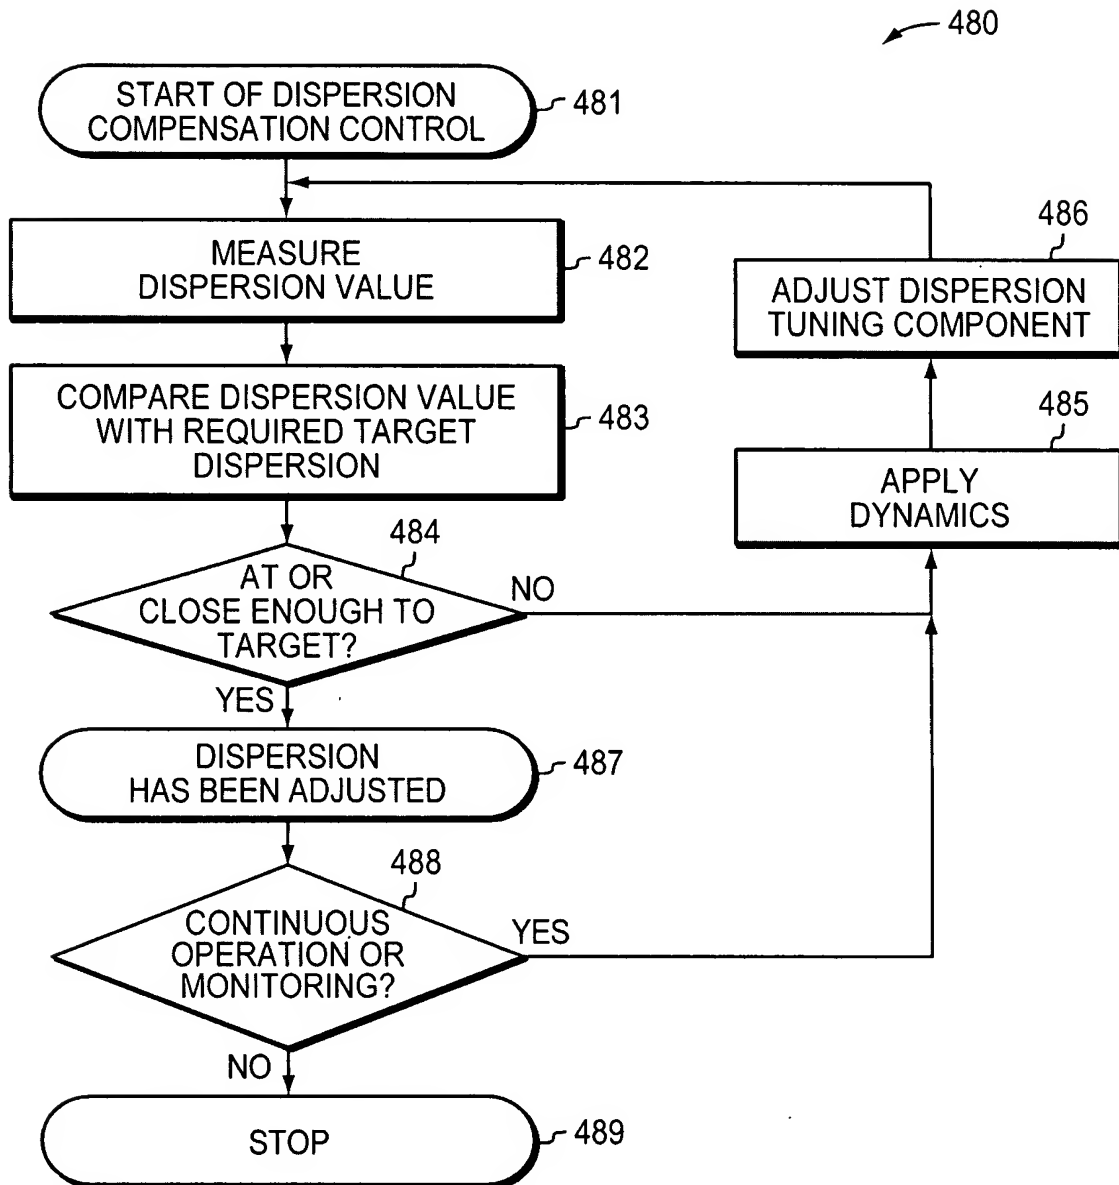 480
START OF DISPERSION
COMPENSATION CONTROL
481
MEASURE
DISPERSION VALUE
482
COMPARE DISPERSION VALUE
WITH REQUIRED TARGET
DISPERSION
483
484
AT OR
CLOSE ENOUGH TO
TARGET?
NO
YES
485
APPLY
DYNAMICS
486
ADJUST DISPERSION
TUNING COMPONENT
DISPERSION
HAS BEEN ADJUSTED
487
488
CONTINUOUS
OPERATION OR
MONITORING?
YES
NO
STOP
489